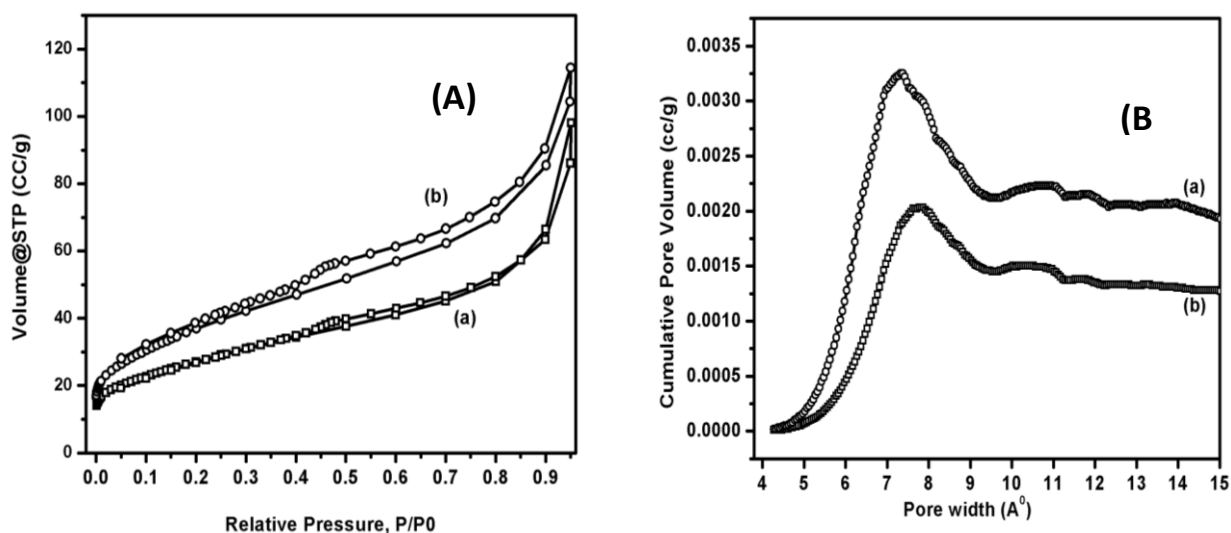 120
100
80
60
40
20
0
Volume@STP (CC/g)
(A)
(b)
(a)
0.0 0.1 0.2 0.3 0.4 0.5 0.6 0.7 0.8 0.9
Relative Pressure, P/P0
0.0035
0.0030
0.0025
0.0020
0.0015
0.0010
0.0005
0.0000
Cumulative Pore Volume (cc/g)
(B
(a)
(b)
4 5 6 7 8 9 10 11 12 13 14 15
Pore width (A⁰)